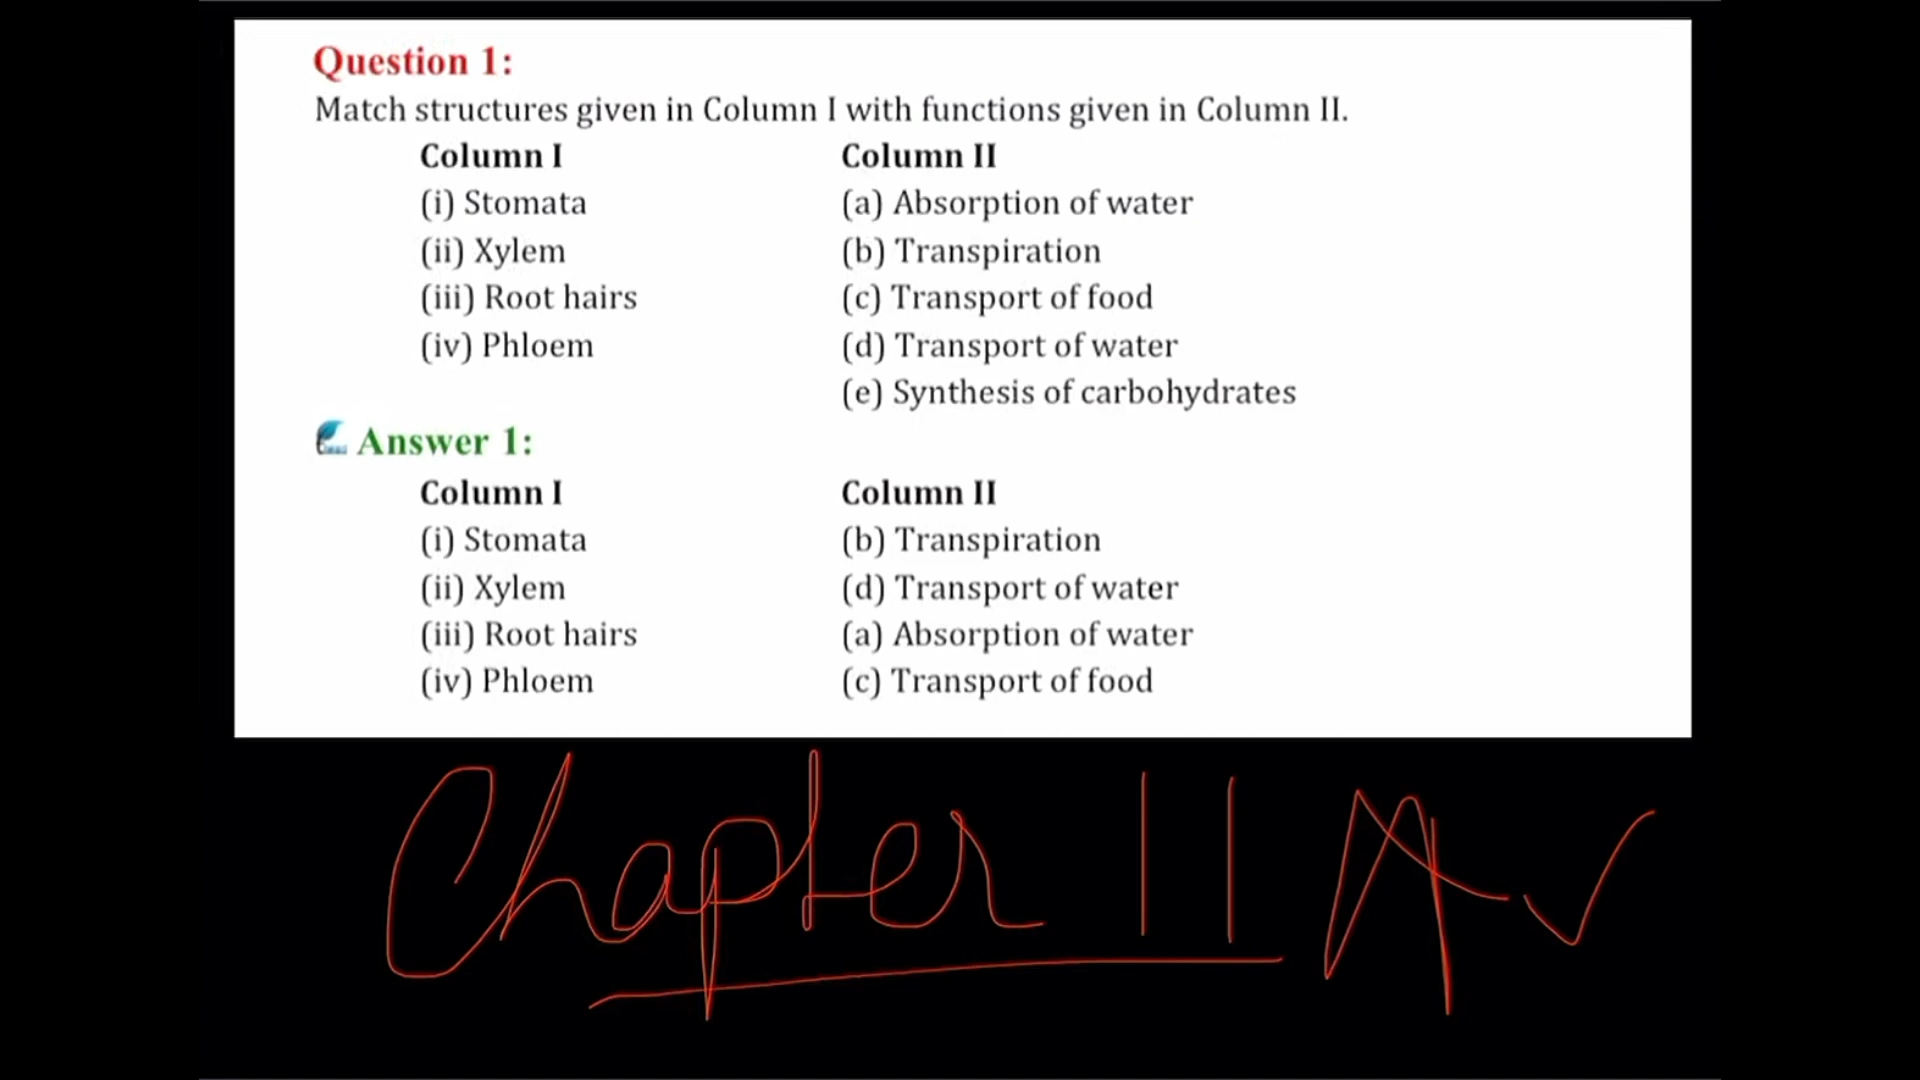 Question 1:
Match structures given in Column I with functions given in Column II.
Column I Column II
(i) Stomata (a) Absorption of water
(ii) Xylem (b) Transpiration
(iii) Root hairs (c) Transport of food
(iv) Phloem (d) Transport of water
(e) Synthesis of carbohydrates
Answer 1:
Column I Column II
(i) Stomata (b) Transpiration
(ii) Xylem (d) Transport of water
(iii) Root hairs (a) Absorption of water
(iv) Phloem (c) Transport of food
Chapter 11